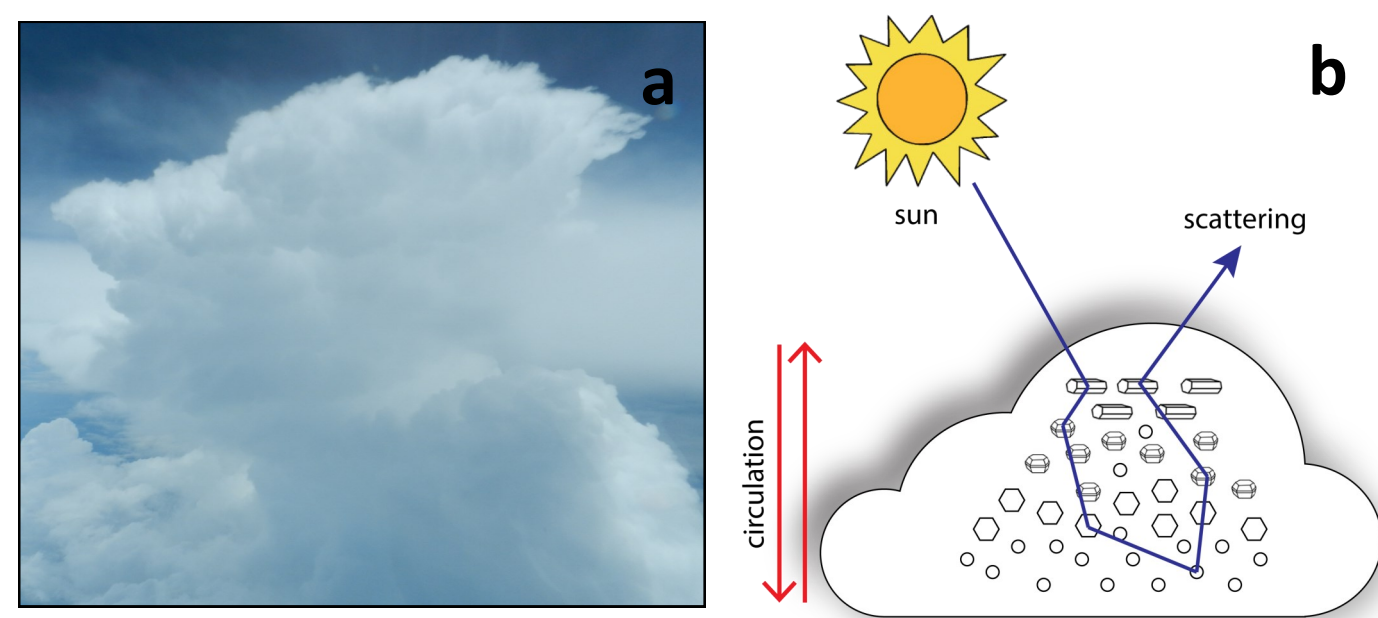 a
b
sun
scattering
circulation